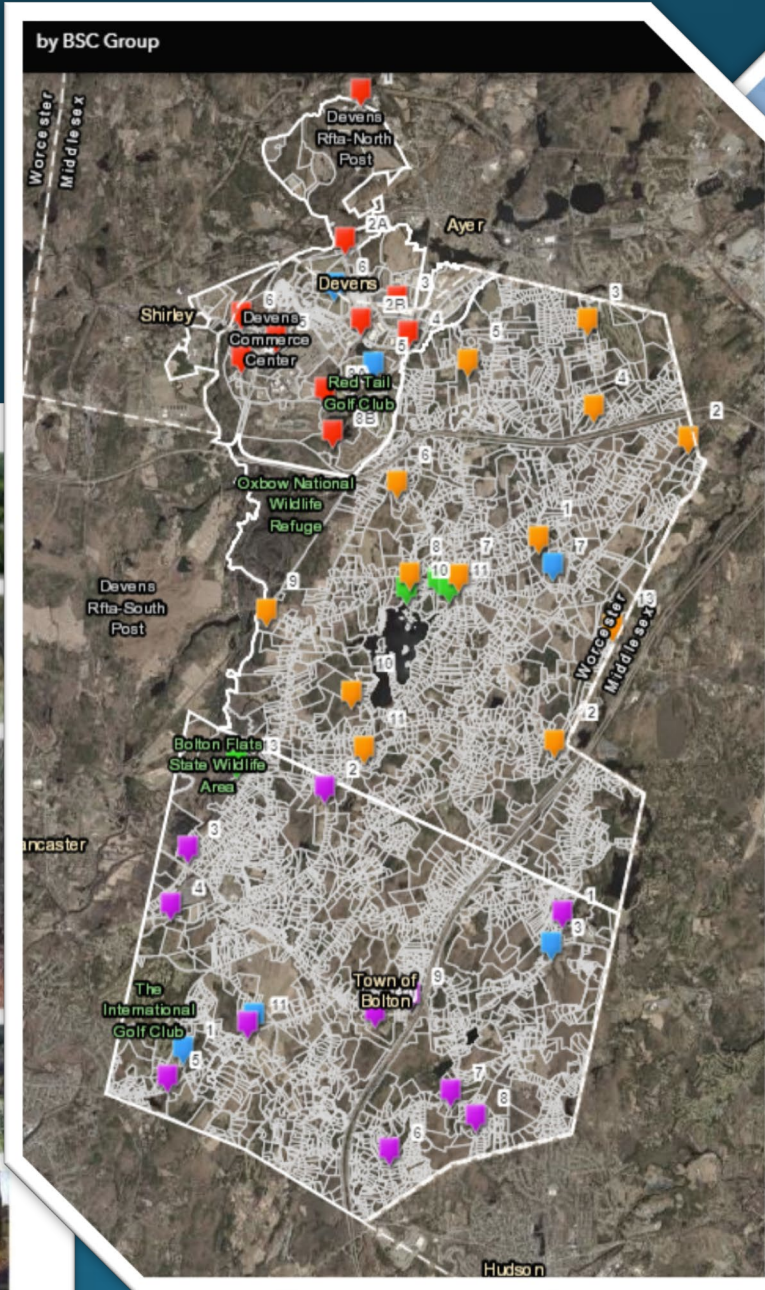 by BSC Group
1
Worcester
Middlesex
Devens
Rfta-North
Post
2A
Ayer
6
Devens
3
3
2B
Shirley
6
5
Devens
Commerce
Center
4
5
5
4
2
Red Tail
Golf Club
8B
6
Oxbow National
Wildlife
Refuge
1
8
7
7
10
11
9
Devens
Rfta-South
Post
13
Worcester
Middlesex
10
11
12
Bolton Flats
State Wildlife
Area
13
2
3
ancaster
4
1
3
The
International
Golf Club
Town of
Bolton
9
11
1
5
7
8
6
Hudson